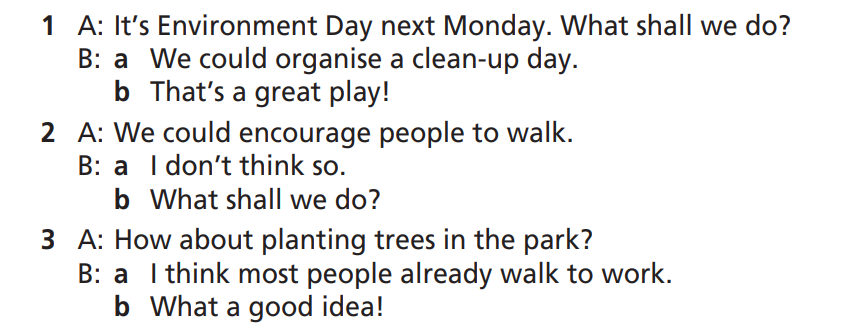 1 A: It's Environment Day next Monday. What shall we do?
B: a We could organise a clean-up day.
b That's a great play!
2 A: We could encourage people to walk.
B: a I don't think so.
b What shall we do?
3 A: How about planting trees in the park?
B: a I think most people already walk to work.
b What a good idea!